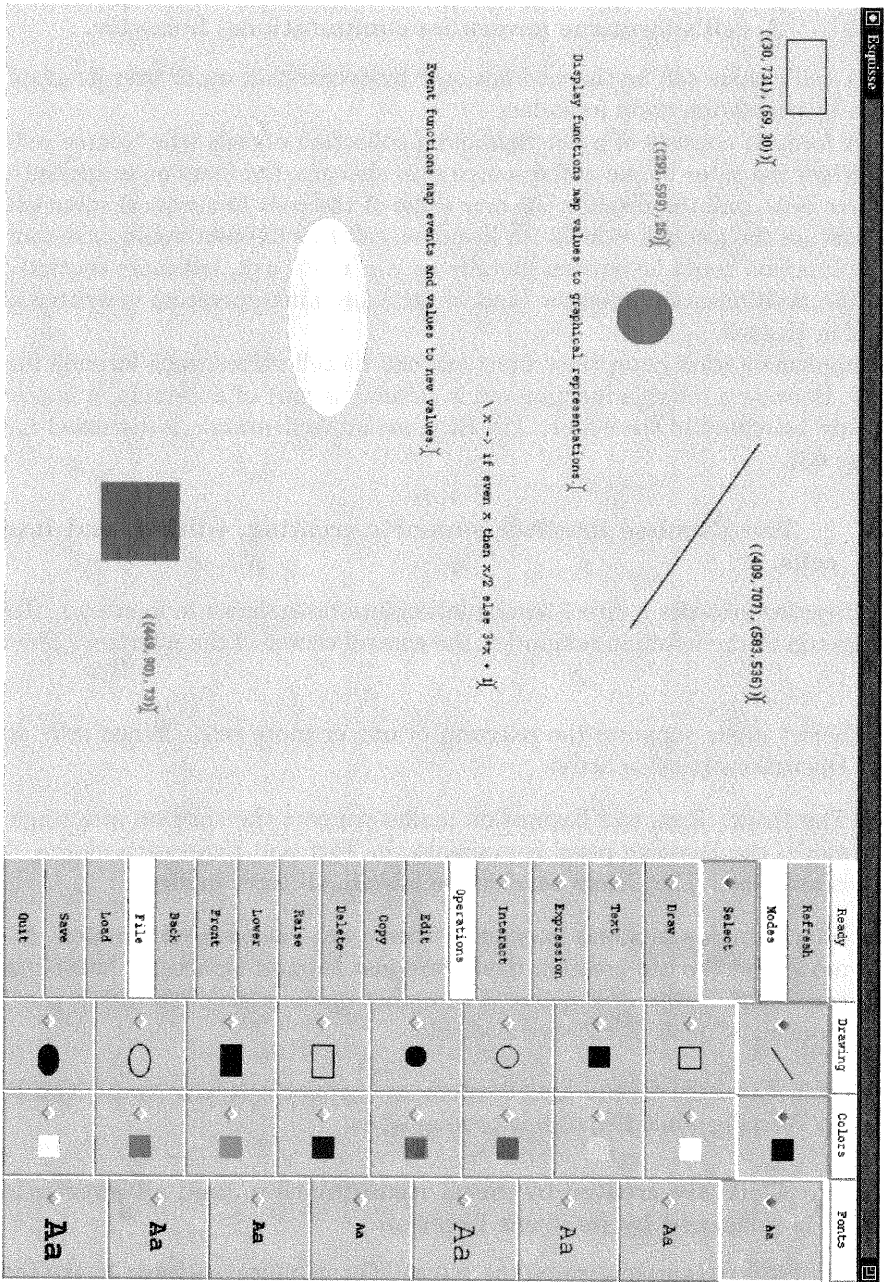 Esquisse
((30, 731), (69, 30))
((409, 707), (583, 536))
((291, 599), 26)
Display functions map values to graphical representations.
\ x -> if even x then x/2 else 3*x + 1
Event functions map events and values to new values.
((449, 90), 73)
Ready
Refresh
Modes
Select
Draw
Text
Expression
Interact
Operations
Edit
Copy
Delete
Raise
Lower
Front
Back
File
Load
Save
Quit
Drawing
Colors
Fonts
Aa
Aa
Aa
Aa
Aa
Aa
Aa
Aa